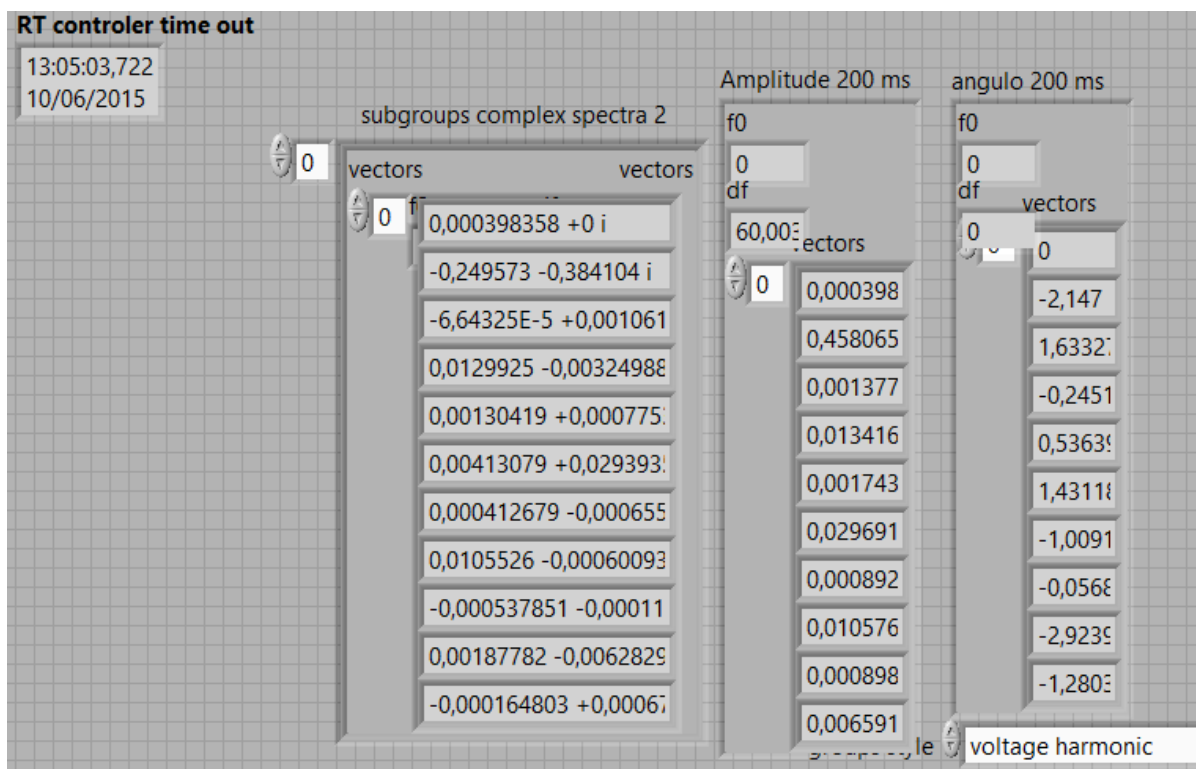 RT controler time out
13:05:03,722
10/06/2015
subgroups complex spectra 2
0
vectors vectors
0
0,000398358 +0 i
-0,249573 -0,384104 i
-6,64325E-5 +0,001061
0,0129925 -0,00324988
0,00130419 +0,000775
0,00413079 +0,029393
0,000412679 -0,000655
0,0105526 -0,00060093
-0,000537851 -0,00011
0,00187782 -0,0062829
-0,000164803 +0,00067
Amplitude 200 ms
f0
0
df
60,003
vectors
0
0,000398
0,458065
0,001377
0,013416
0,001743
0,029691
0,000892
0,010576
0,000898
0,006591
angulo 200 ms
f0
0
df
0
vectors
0
-2,147
1,63327
-0,2451
0,53639
1,43118
-1,0091
-0,0568
-2,9239
-1,2803
voltage harmonic